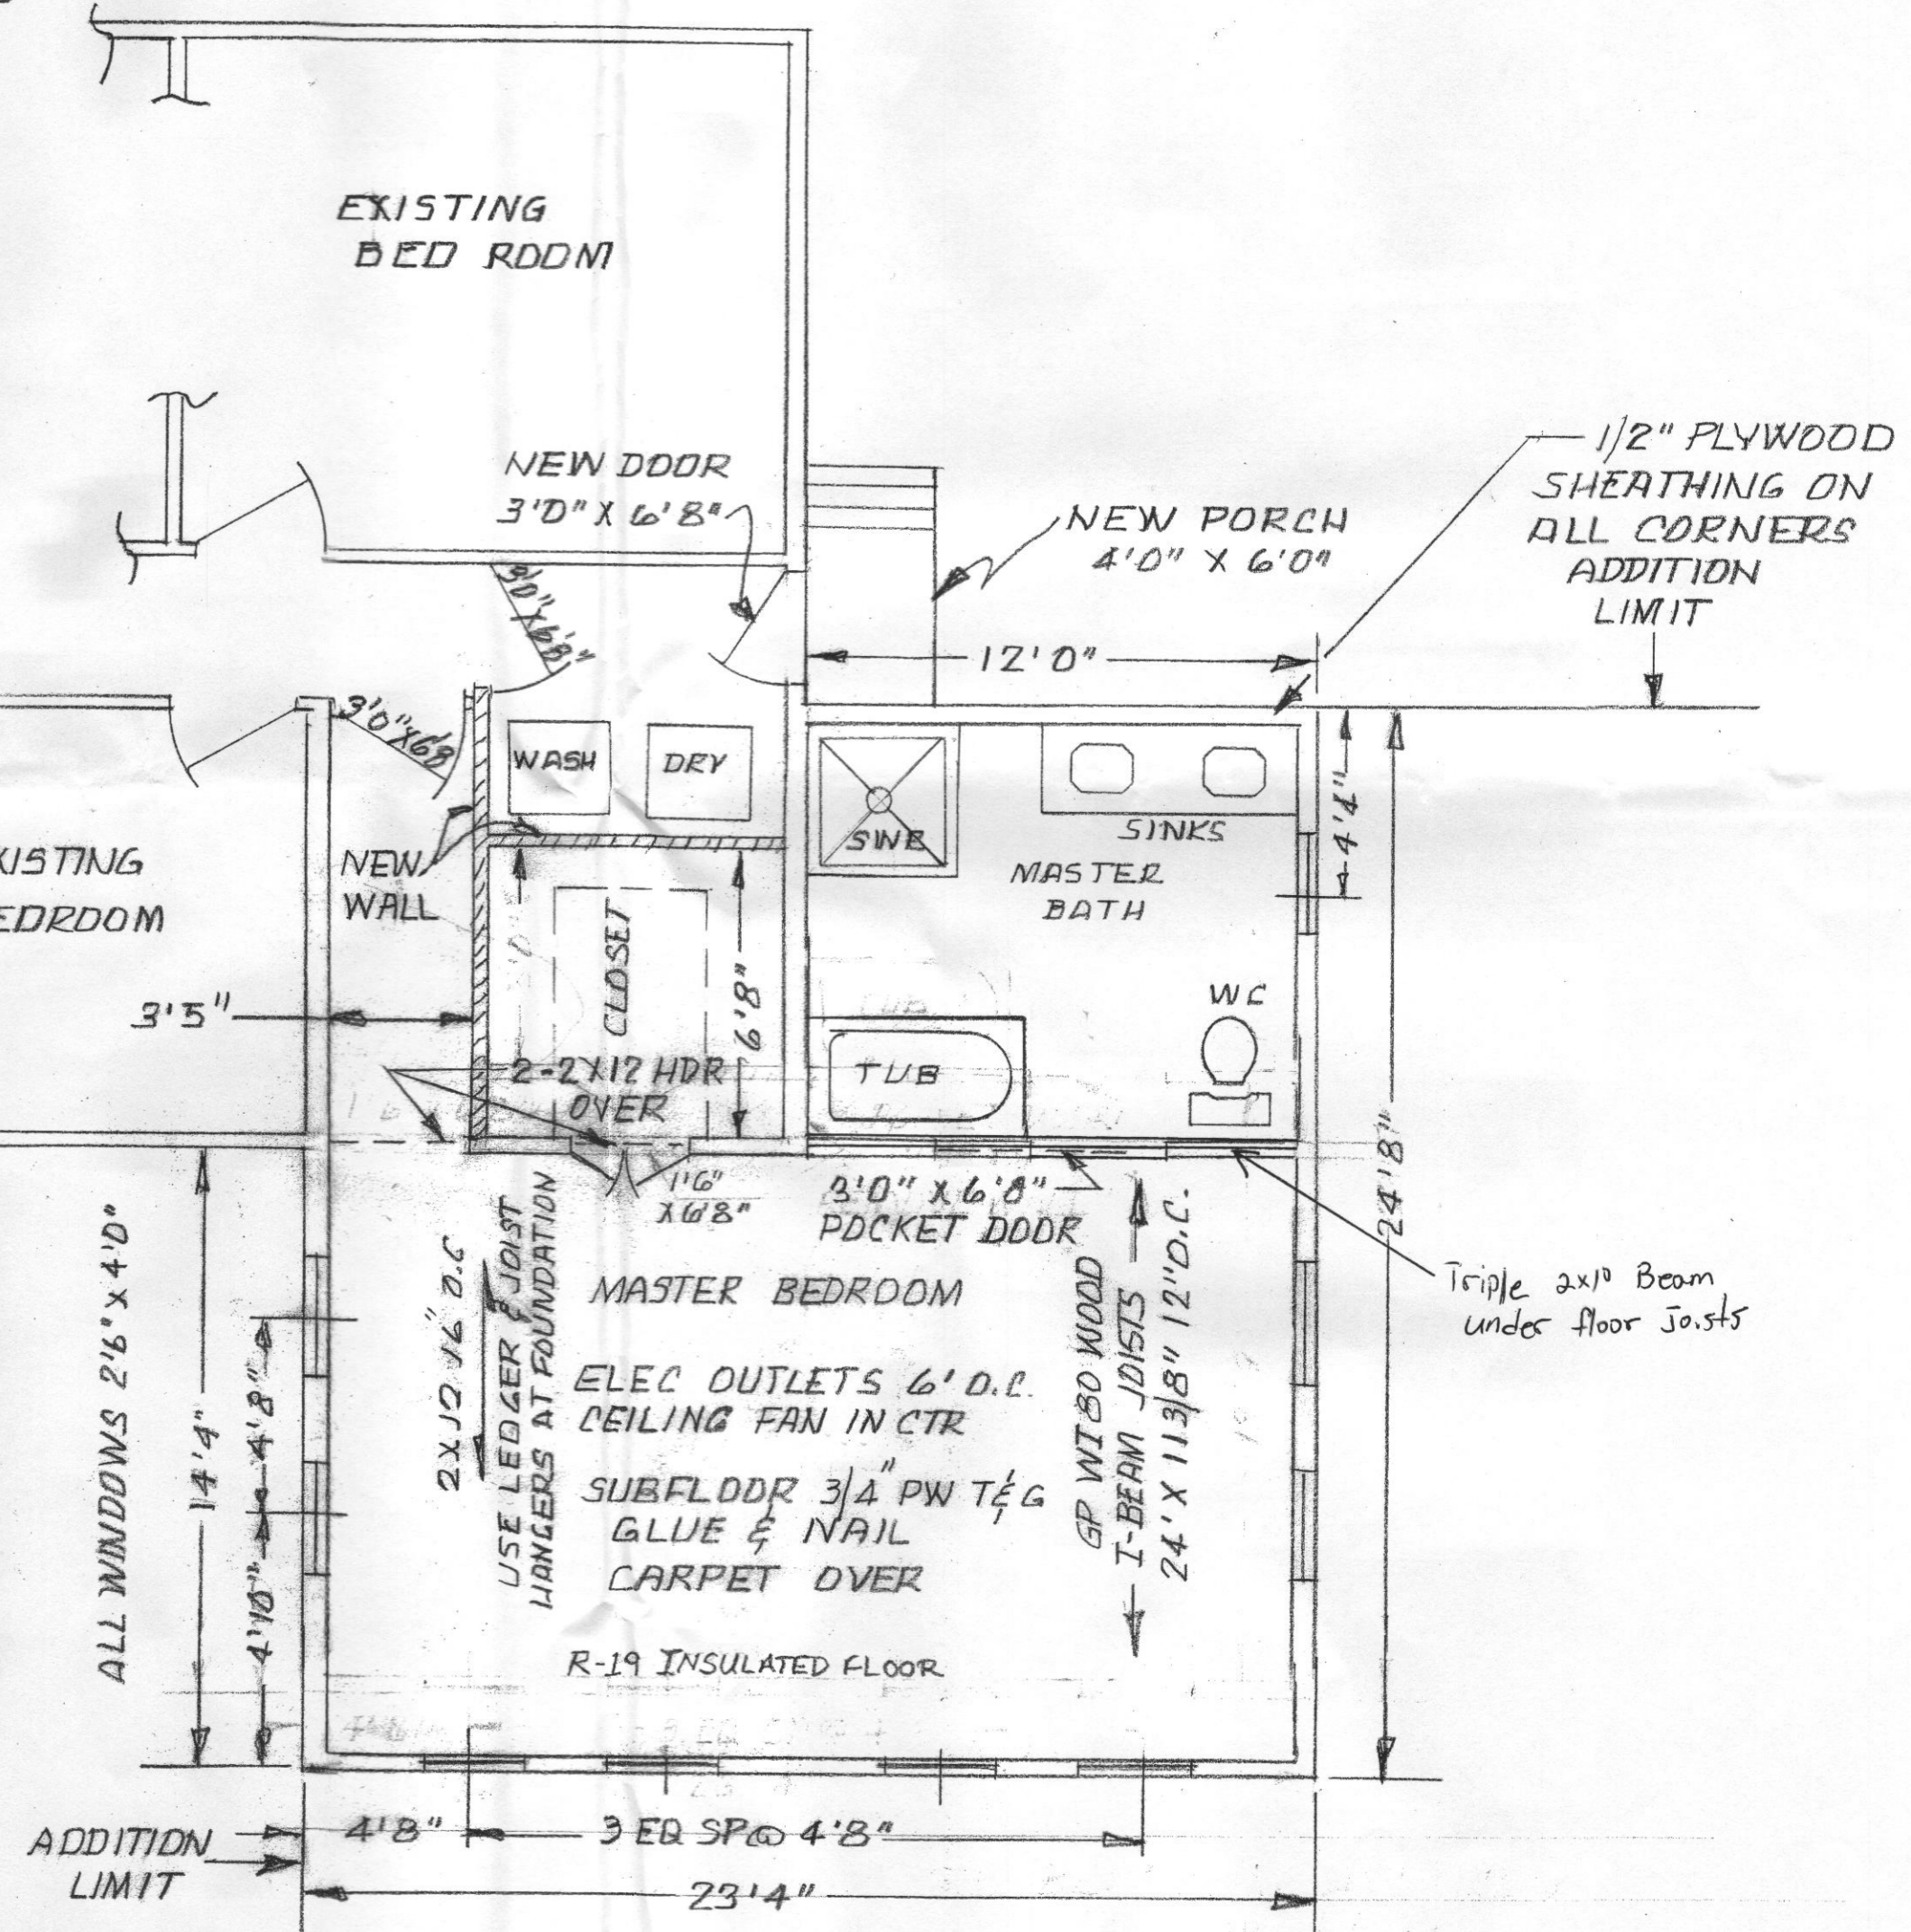 EXISTING
BED ROOM
NEW DOOR
3'0" X 6'8"
NEW PORCH
4'0" X 6'0"
1/2" PLYWOOD
SHEATHING ON
ALL CORNERS
ADDITION
LIMIT
3'0" X 6'8"
12'0"
3'0" X 6'8
WASH
DRY
SINKS
4'4"
XISTING
EDROOM
NEW
WALL
MASTER
BATH
CLOSET
6'8"
WC
3'5"
2-2X12 HDR
OVER
TUB
24'8"
1'6"
X 6'8"
3'0" X 6'8"
POCKET DOOR
Triple 2x10 Beam
under floor Joists
ALL WINDOWS 2'6" X 4'0"
14'4"
4'8"
4'10"
2 X 12 16" O.C
USE LEDGER & JOIST
HANGERS AT FOUNDATION
MASTER BEDROOM
ELEC OUTLETS 6' O.C.
CEILING FAN IN CTR
SUBFLOOR 3/4" PW T&G
GLUE & NAIL
CARPET OVER
R-19 INSULATED FLOOR
GP WI 80 WOOD
I-BEAM JOISTS
24' X 11 3/8" 12" O.C.
ADDITION
LIMIT
4'8"
3 EQ SP @ 4'8"
23'4"